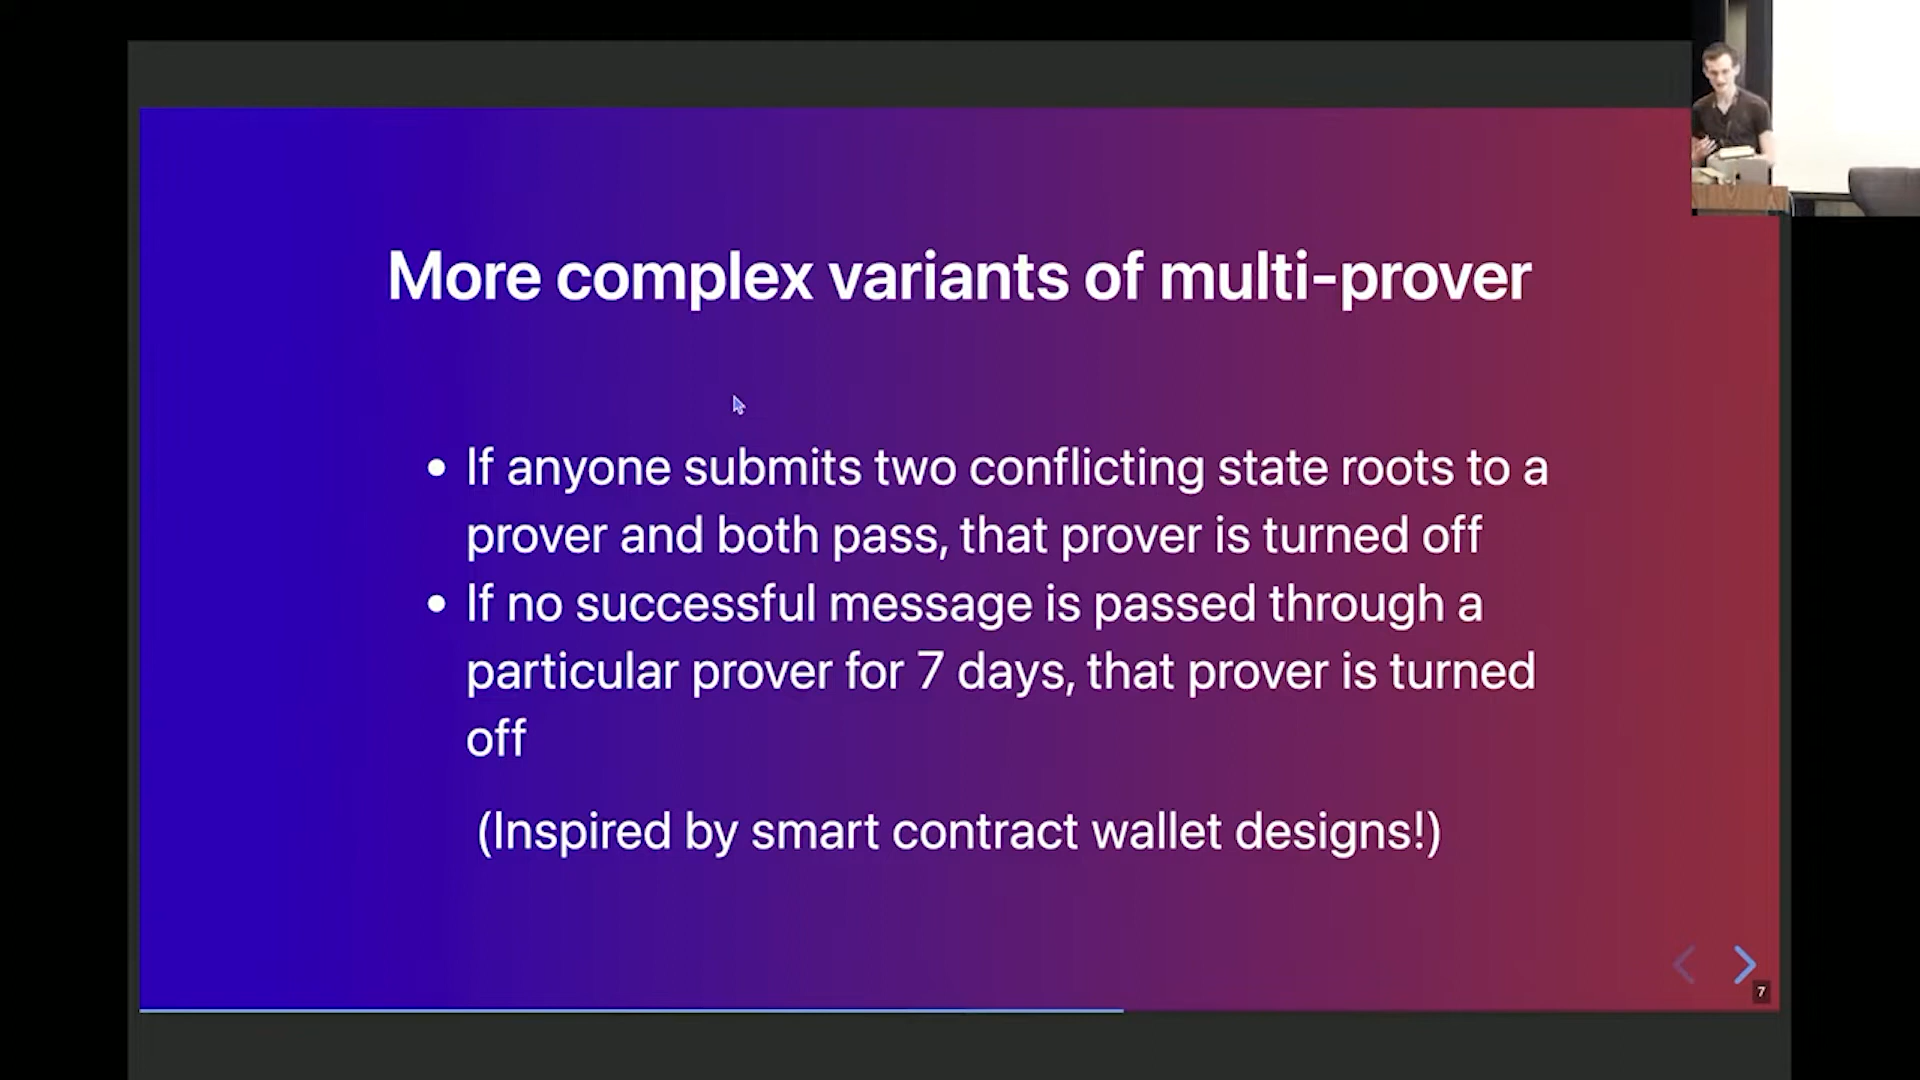 More complex variants of multi-prover
• If anyone submits two conflicting state roots to a
prover and both pass, that prover is turned off
• If no successful message is passed through a
particular prover for 7 days, that prover is turned
off
(Inspired by smart contract wallet designs!)
7